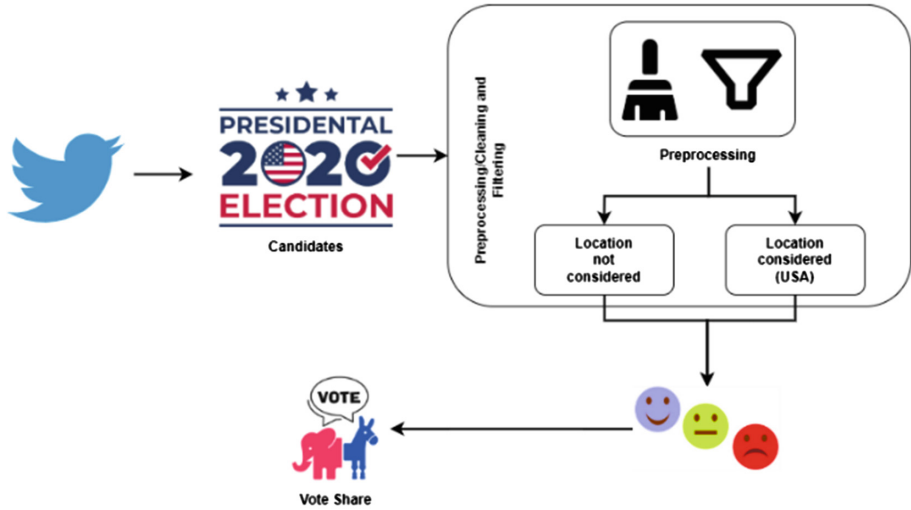 PRESIDENTAL
2020
ELECTION
Candidates
Preprocessing/Cleaning and
Filtering
Preprocessing
Location
not
considered
Location
considered
(USA)
VOTE
Vote Share